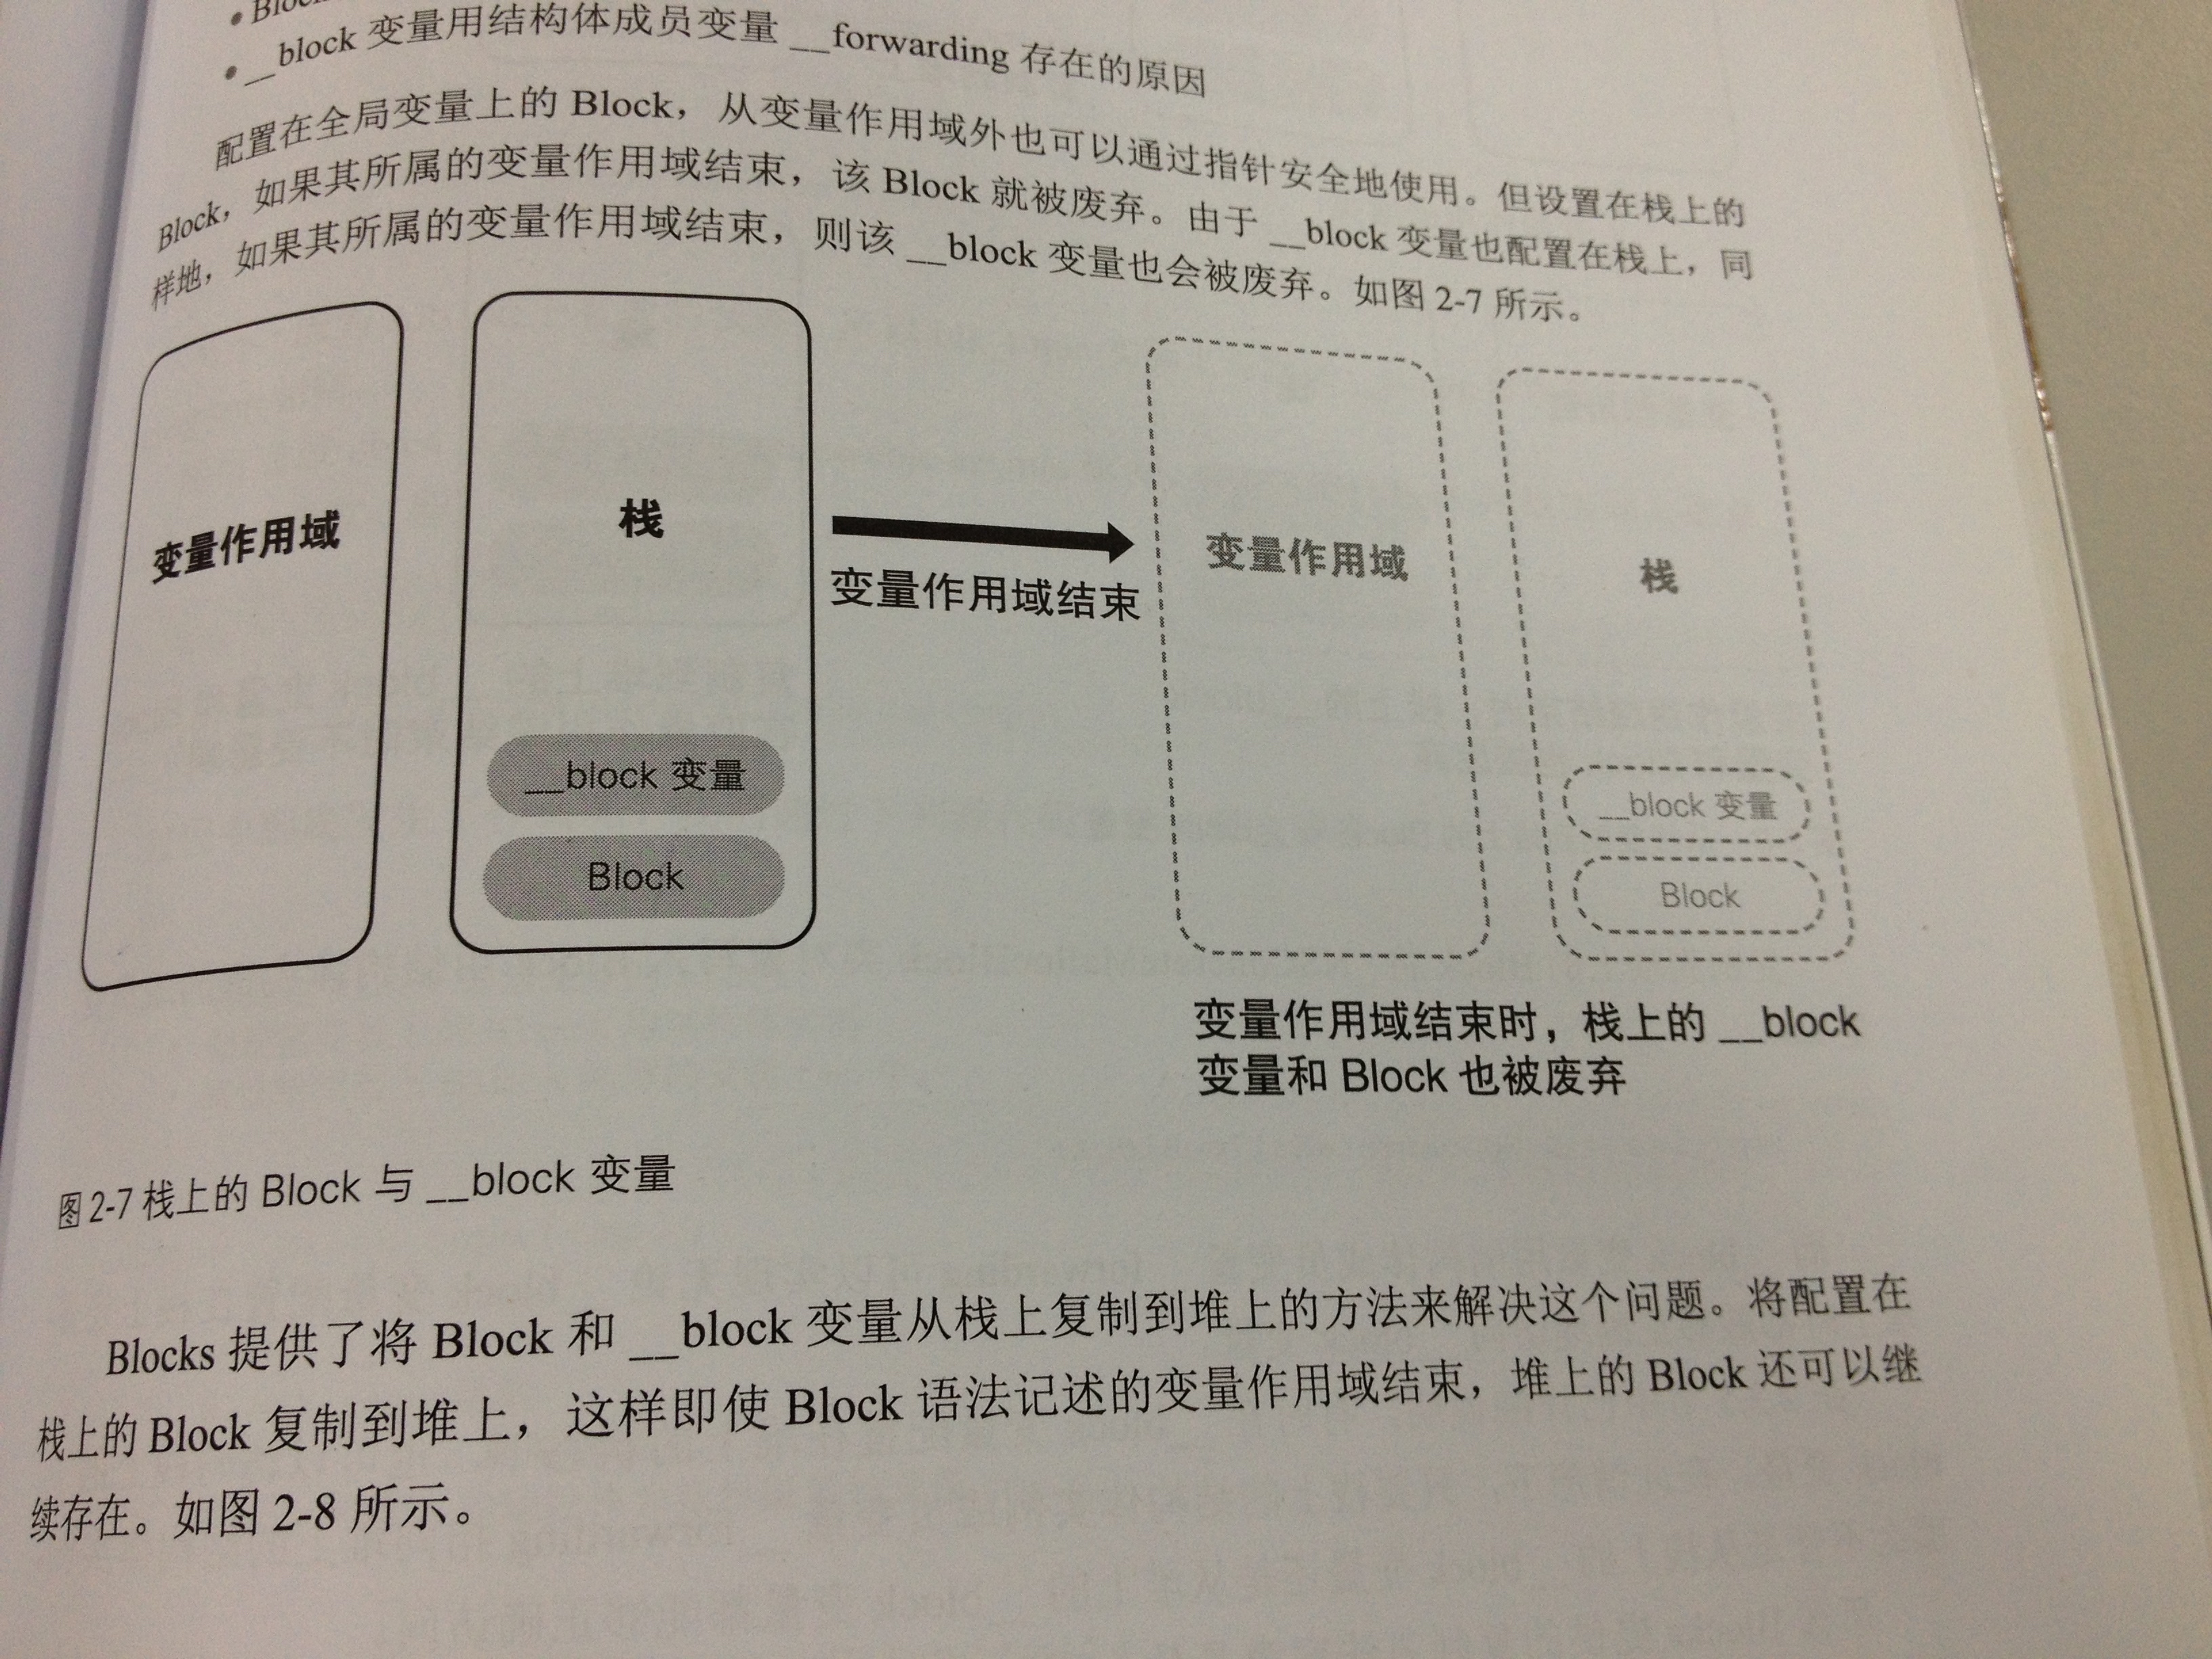 • __block 变量用结构体成员变量 __forwarding 存在的原因
配置在全局变量上的 Block，从变量作用域外也可以通过指针安全地使用。但设置在栈上的
Block，如果其所属的变量作用域结束，该 Block 就被废弃。由于 __block 变量也配置在栈上，同
样地，如果其所属的变量作用域结束，则该 __block 变量也会被废弃。如图 2-7 所示。
变量作用域
栈
__block 变量
Block
变量作用域结束
变量作用域
栈
__block 变量
Block
变量作用域结束时，栈上的 __block
变量和 Block 也被废弃
图 2-7 栈上的 Block 与 __block 变量
Blocks 提供了将 Block 和 __block 变量从栈上复制到堆上的方法来解决这个问题。将配置在
栈上的 Block 复制到堆上，这样即使 Block 语法记述的变量作用域结束，堆上的 Block 还可以继
续存在。如图 2-8 所示。